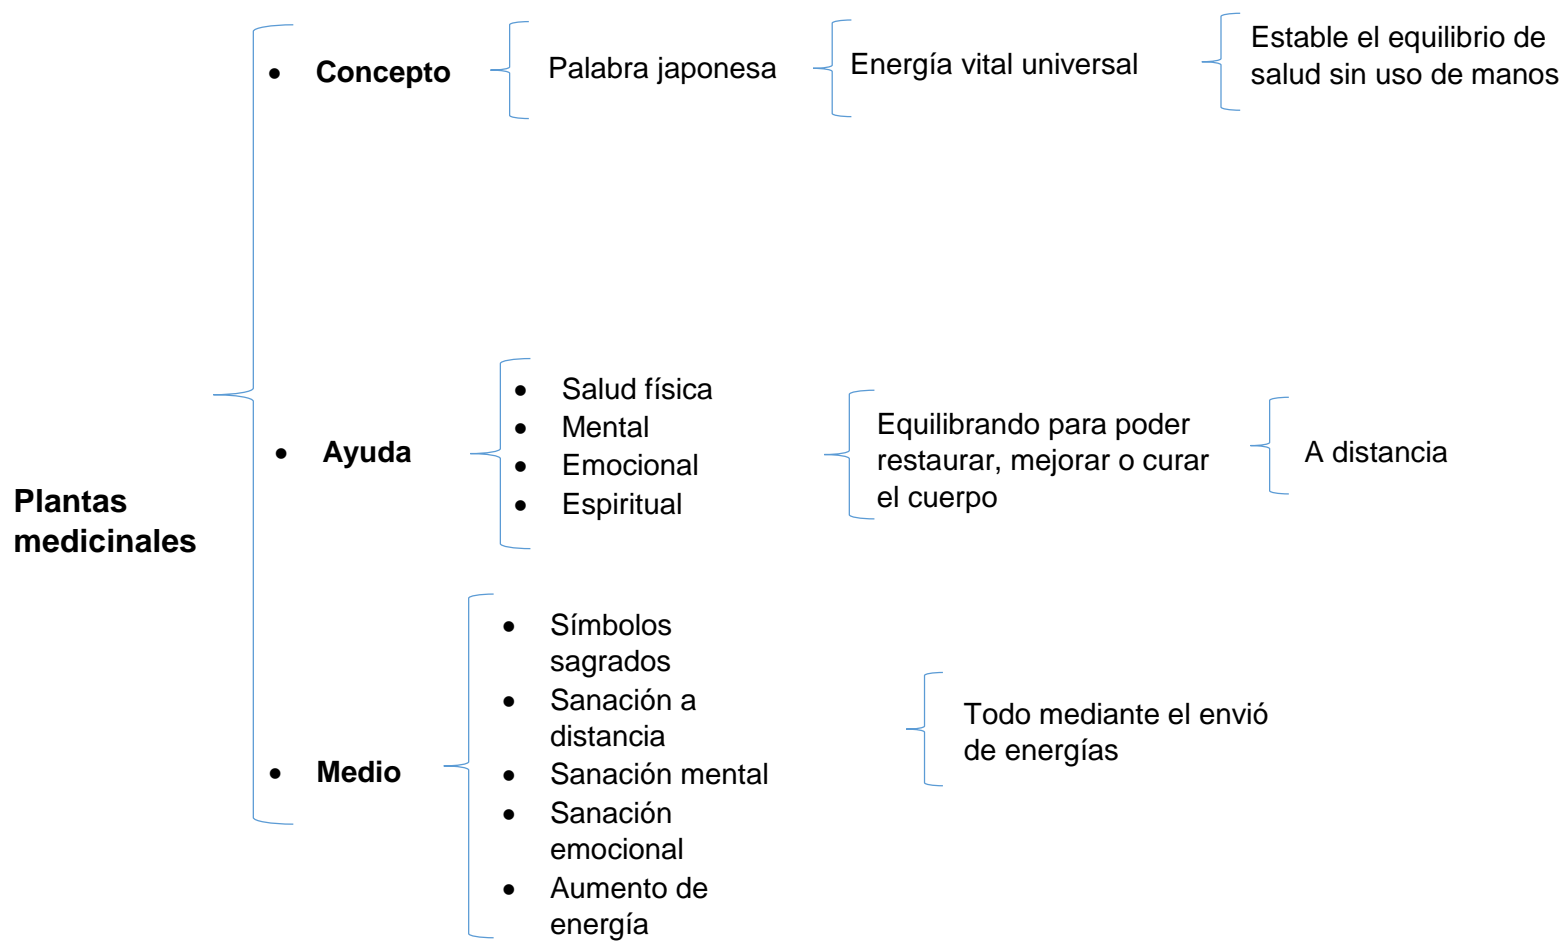 Plantas
medicinales
• Concepto
Palabra japonesa
Energía vital universal
Estable el equilibrio de
salud sin uso de manos
• Ayuda
• Salud física
• Mental
• Emocional
• Espiritual
Equilibrando para poder
restaurar, mejorar o curar
el cuerpo
A distancia
• Medio
• Símbolos
sagrados
• Sanación a
distancia
• Sanación mental
• Sanación
emocional
• Aumento de
energía
Todo mediante el envió
de energías